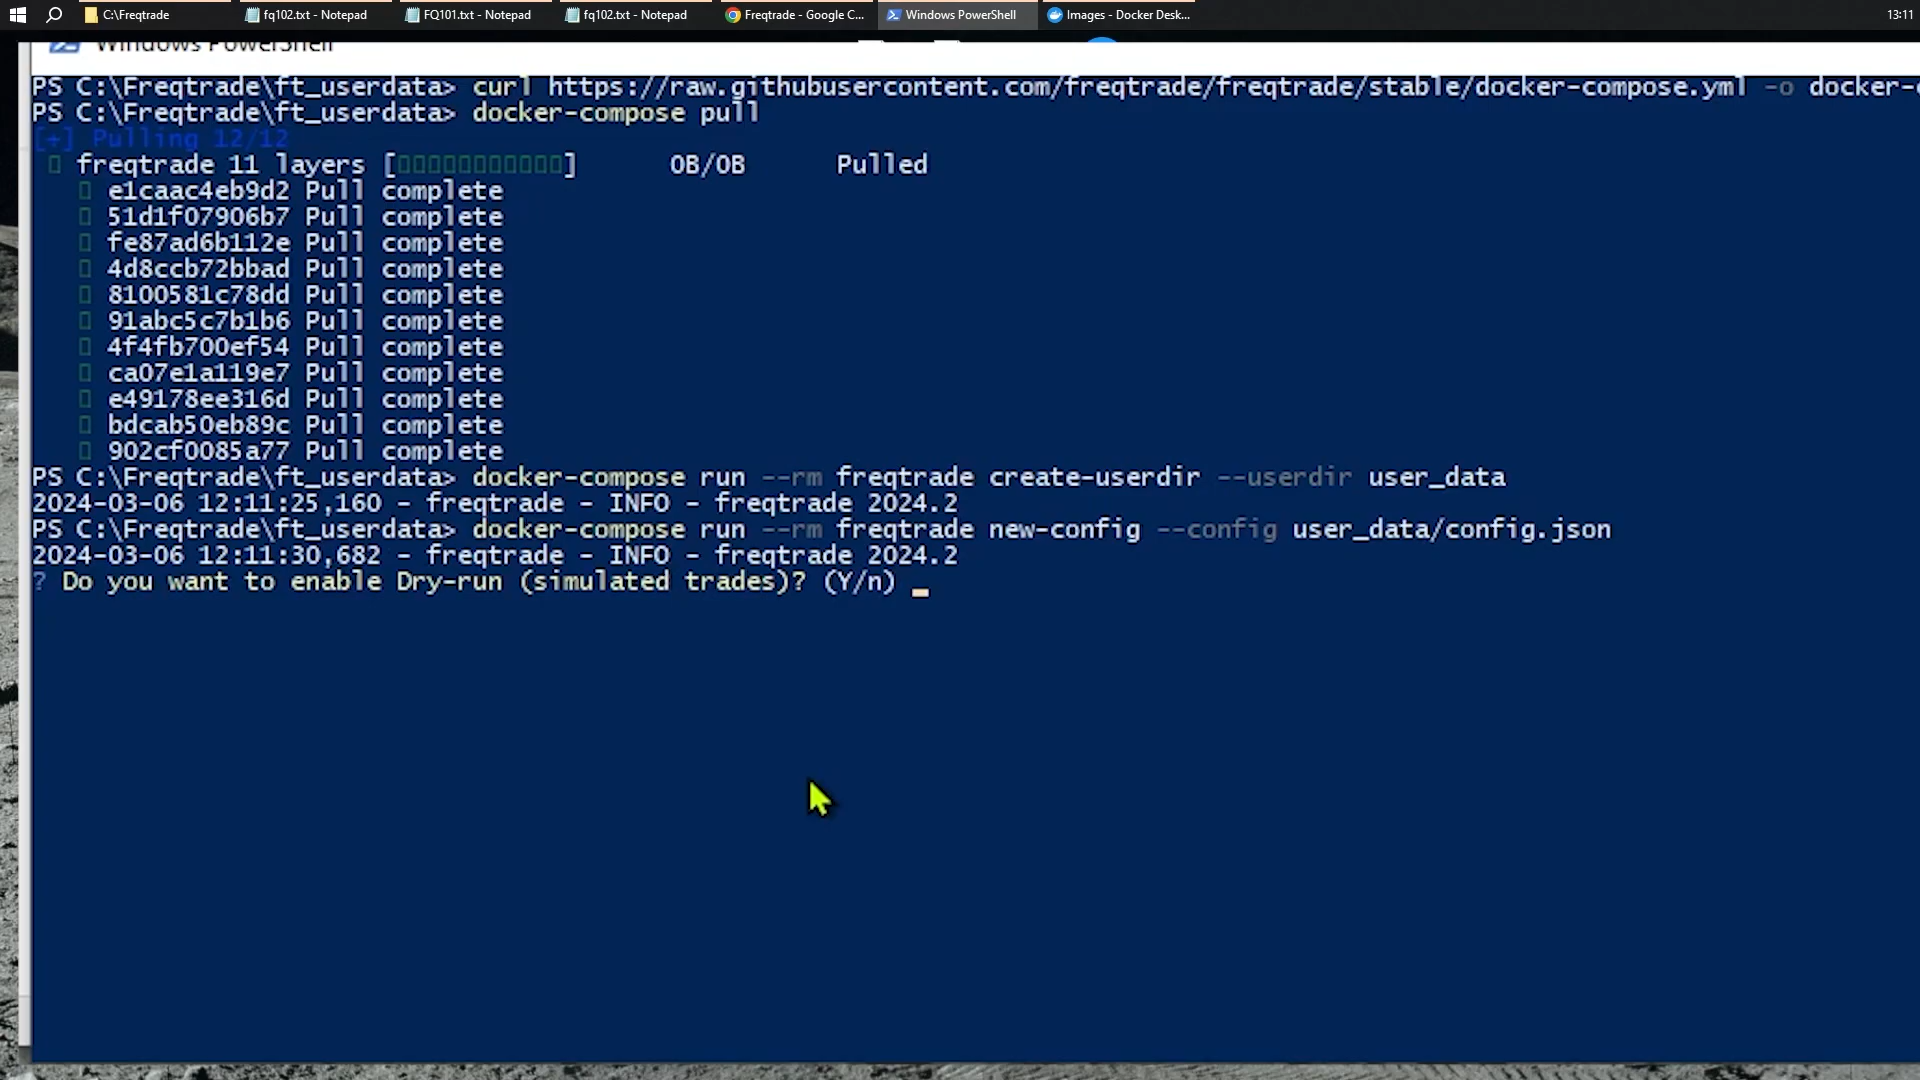 C:\Freqtrade
fq102.txt - Notepad
FQ101.txt - Notepad
fq102.txt - Notepad
Freqtrade - Google C...
Windows PowerShell
Images - Docker Desk...
13:11
Windows PowerShell
PS C:\Freqtrade\ft_userdata> curl https://raw.githubusercontent.com/freqtrade/freqtrade/stable/docker-compose.yml -o docker-
PS C:\Freqtrade\ft_userdata> docker-compose pull
[+] Pulling 12/12
freqtrade 11 layers [▯▯▯▯▯▯▯▯▯▯▯] 0B/0B Pulled
e1caac4eb9d2 Pull complete
51d1f07906b7 Pull complete
fe87ad6b112e Pull complete
4d8ccb72bbad Pull complete
8100581c78dd Pull complete
91abc5c7b1b6 Pull complete
4f4fb700ef54 Pull complete
ca07e1a119e7 Pull complete
e49178ee316d Pull complete
bdcab50eb89c Pull complete
902cf0085a77 Pull complete
PS C:\Freqtrade\ft_userdata> docker-compose run --rm freqtrade create-userdir --userdir user_data
2024-03-06 12:11:25,160 - freqtrade - INFO - freqtrade 2024.2
PS C:\Freqtrade\ft_userdata> docker-compose run --rm freqtrade new-config --config user_data/config.json
2024-03-06 12:11:30,682 - freqtrade - INFO - freqtrade 2024.2
? Do you want to enable Dry-run (simulated trades)? (Y/n)